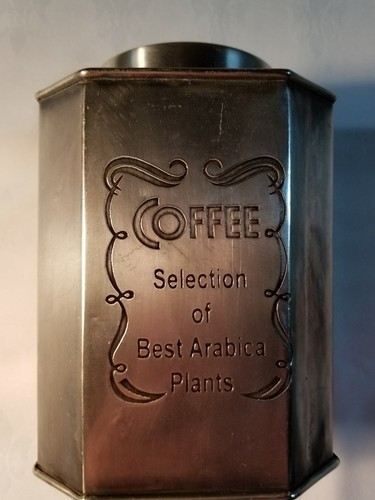 COFFEE
Selection
of
Best Arabica
Plants